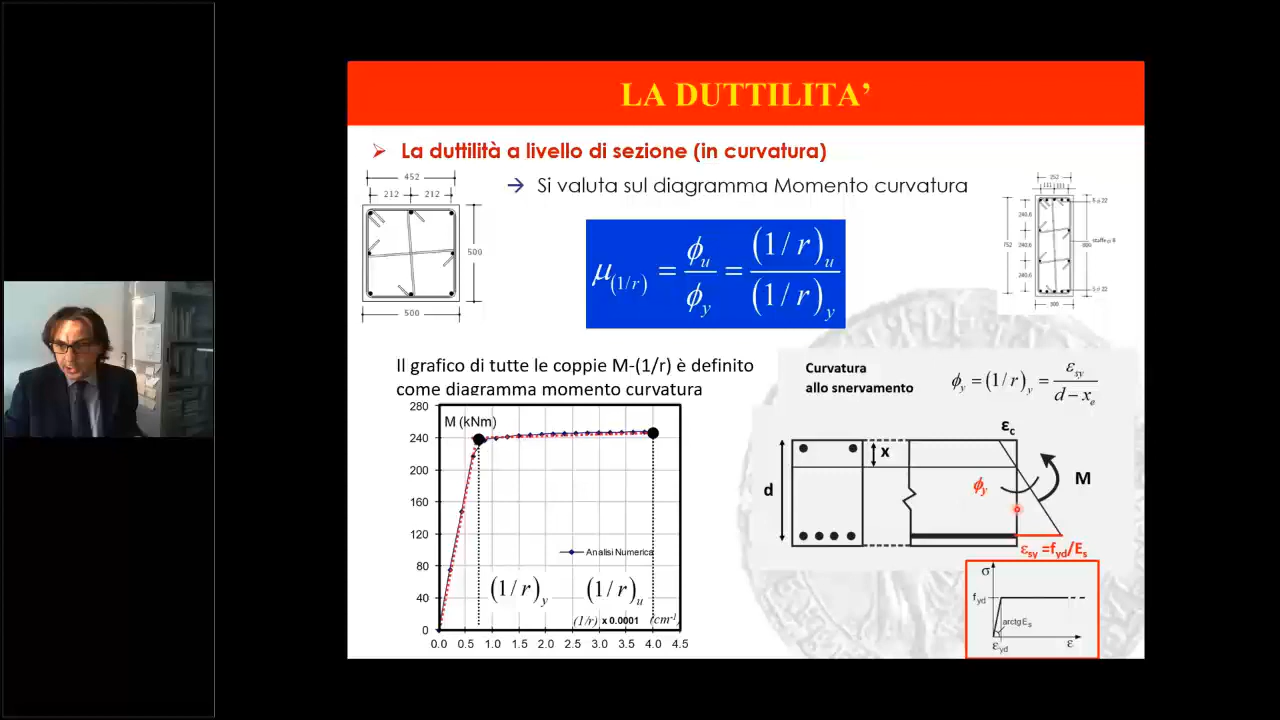 LA DUTTILITA’
La duttilità a livello di sezione (in curvatura)
→ Si valuta sul diagramma Momento curvatura
452
212 212
500
500
μ(1/r) = ϕu / ϕy = (1/r)u / (1/r)y
252
111 111
240.6
240.6
240.6
752
800
5 ⌀ 22
staffe ⌀ 8
5 ⌀ 22
300
Il grafico di tutte le coppie M-(1/r) è definito
come diagramma momento curvatura
280
240
200
160
120
80
40
0
M (kNm)
Analisi Numerica
(1/r)y (1/r)u
(1/r) x 0.0001 (cm-1)
0.0 0.5 1.0 1.5 2.0 2.5 3.0 3.5 4.0 4.5
Curvatura
allo snervamento
ϕy = (1/r)y = εsy / (d − xe)
εc
x
d
ϕy
M
εsy =fyd/Es
σ
fyd
arctgEs
εyd
ε